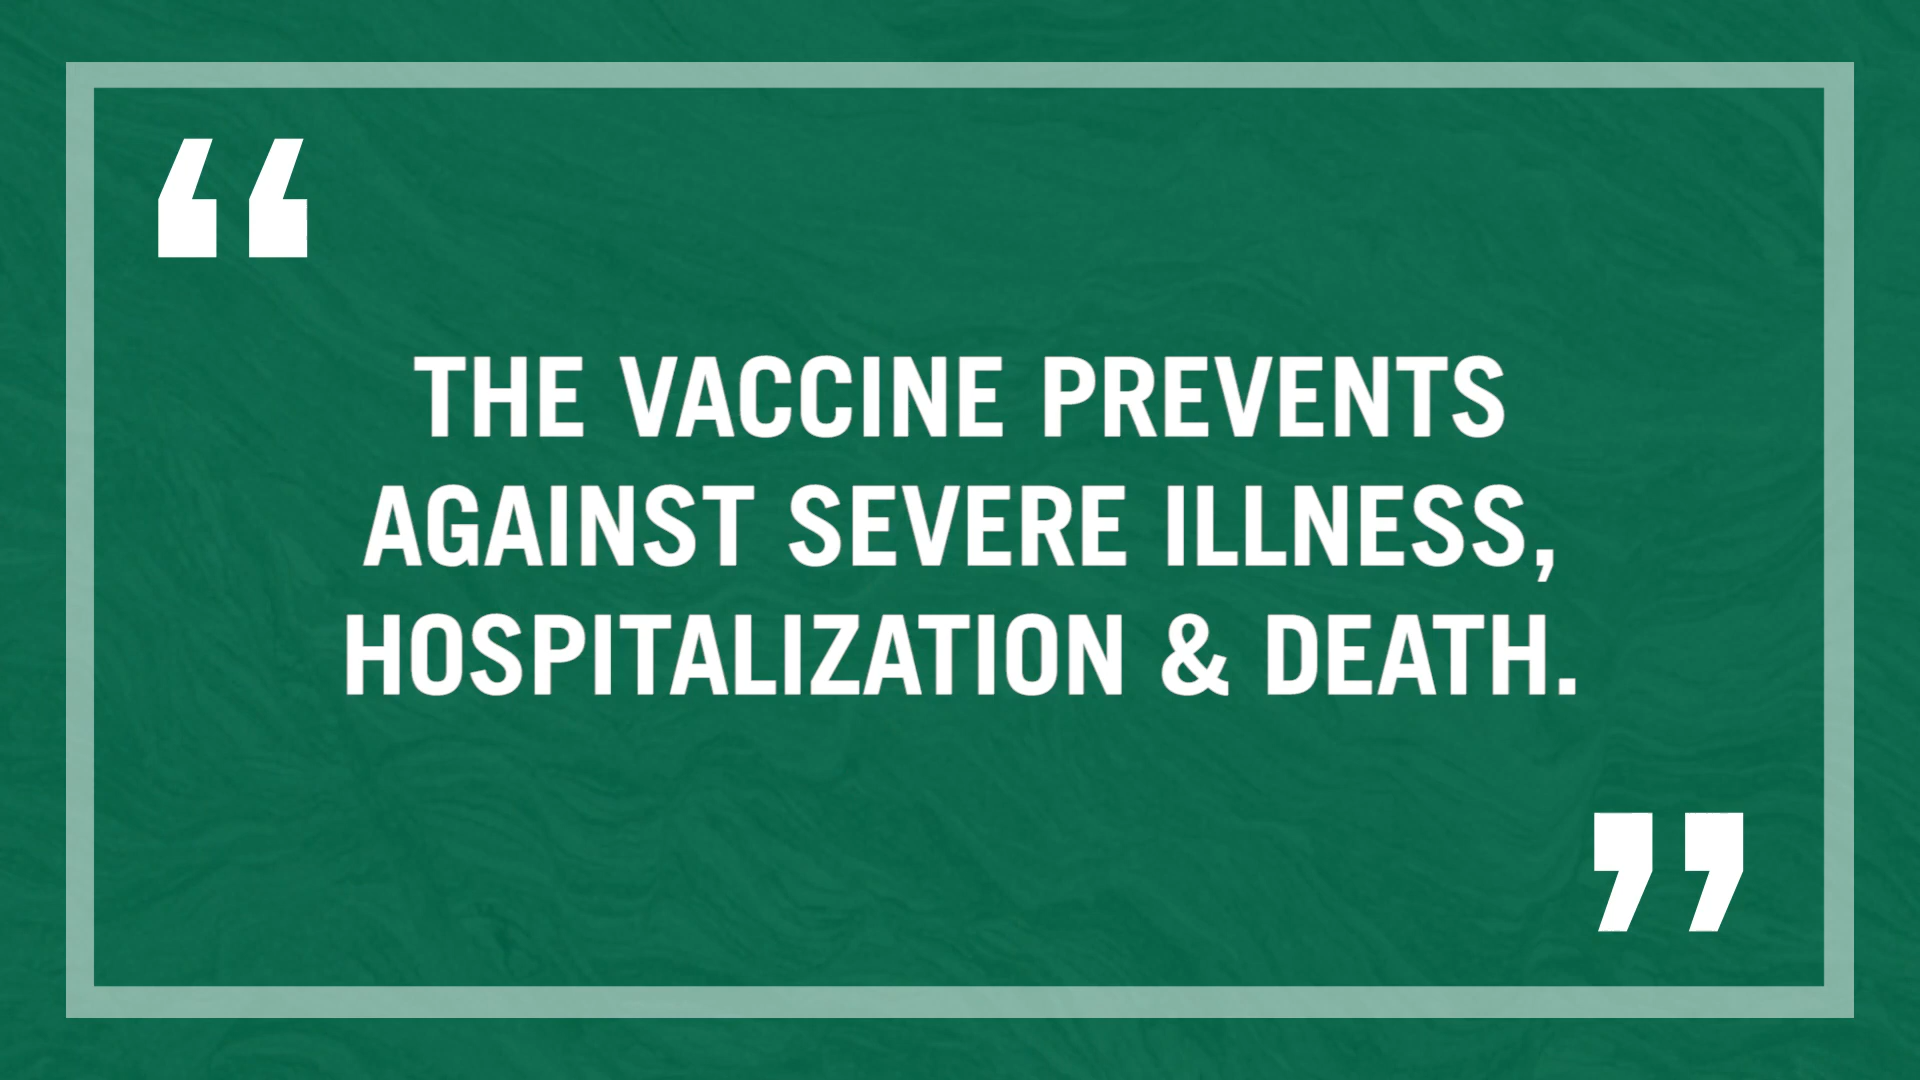 “
THE VACCINE PREVENTS
AGAINST SEVERE ILLNESS,
HOSPITALIZATION & DEATH.
”